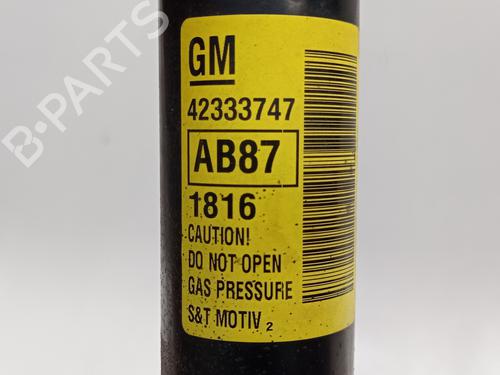 B-PARTS
GM
42333747
AB87
1816
CAUTION!
DO NOT OPEN
GAS PRESSURE
S&T MOTIV 2